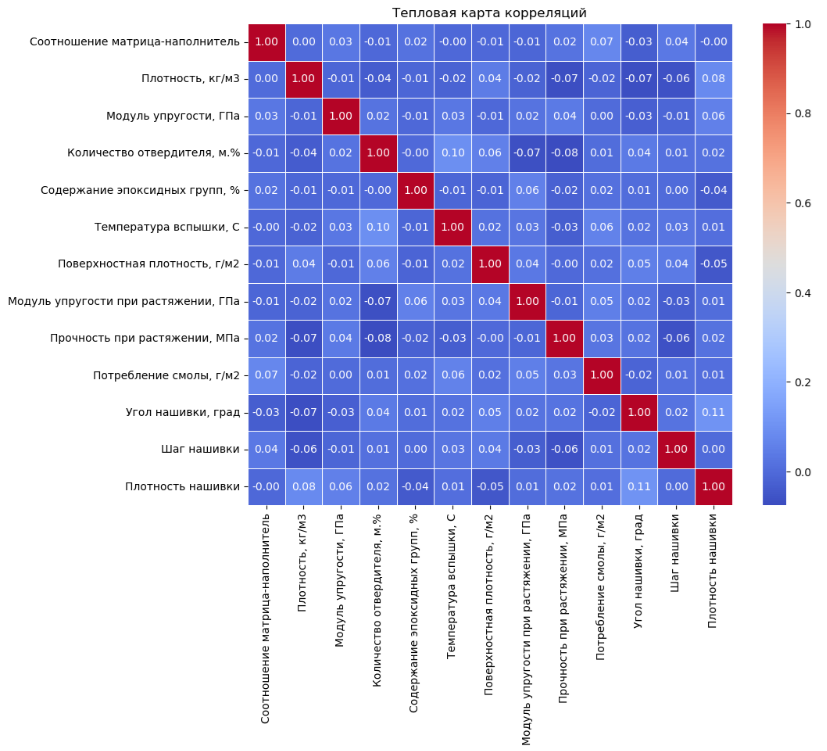 Тепловая карта корреляций
Соотношение матрица-наполнитель 1.00 0.00 0.03 -0.01 0.02 -0.00 -0.01 -0.01 0.02 0.07 -0.03 0.04 -0.00
Плотность, кг/м3 0.00 1.00 -0.01 -0.04 -0.01 -0.02 0.04 -0.02 -0.07 -0.02 -0.07 -0.06 0.08
Модуль упругости, ГПа 0.03 -0.01 1.00 0.02 -0.01 0.03 -0.01 0.02 0.04 0.00 -0.03 -0.01 0.06
Количество отвердителя, м.% -0.01 -0.04 0.02 1.00 -0.00 0.10 0.06 -0.07 -0.08 0.01 0.04 0.01 0.02
Содержание эпоксидных групп, % 0.02 -0.01 -0.01 -0.00 1.00 -0.01 -0.01 0.06 -0.02 0.02 0.01 0.00 -0.04
Температура вспышки, С -0.00 -0.02 0.03 0.10 -0.01 1.00 0.02 0.03 -0.03 0.06 0.02 0.03 0.01
Поверхностная плотность, г/м2 -0.01 0.04 -0.01 0.06 -0.01 0.02 1.00 0.04 -0.00 0.02 0.05 0.04 -0.05
Модуль упругости при растяжении, ГПа -0.01 -0.02 0.02 -0.07 0.06 0.03 0.04 1.00 -0.01 0.05 0.02 -0.03 0.01
Прочность при растяжении, МПа 0.02 -0.07 0.04 -0.08 -0.02 -0.03 -0.00 -0.01 1.00 0.03 0.02 -0.06 0.02
Потребление смолы, г/м2 0.07 -0.02 0.00 0.01 0.02 0.06 0.02 0.05 0.03 1.00 -0.02 0.01 0.01
Угол нашивки, град -0.03 -0.07 -0.03 0.04 0.01 0.02 0.05 0.02 0.02 -0.02 1.00 0.02 0.11
Шаг нашивки 0.04 -0.06 -0.01 0.01 0.00 0.03 0.04 -0.03 -0.06 0.01 0.02 1.00 0.00
Плотность нашивки -0.00 0.08 0.06 0.02 -0.04 0.01 -0.05 0.01 0.02 0.01 0.11 0.00 1.00
Соотношение матрица-наполнитель
Плотность, кг/м3
Модуль упругости, ГПа
Количество отвердителя, м.%
Содержание эпоксидных групп, %
Температура вспышки, С
Поверхностная плотность, г/м2
Модуль упругости при растяжении, ГПа
Прочность при растяжении, МПа
Потребление смолы, г/м2
Угол нашивки, град
Шаг нашивки
Плотность нашивки
1.0
0.8
0.6
0.4
0.2
0.0